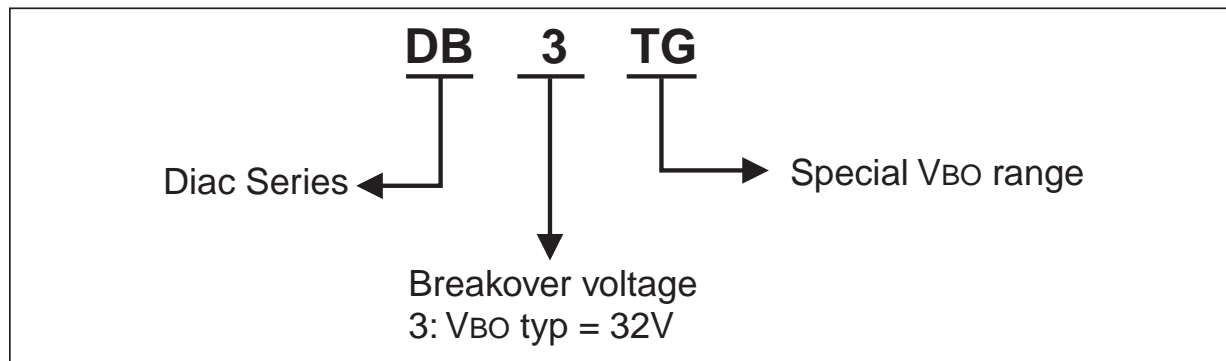 DB 3 TG
Diac Series
Special VBO range
Breakover voltage
3: VBO typ = 32V